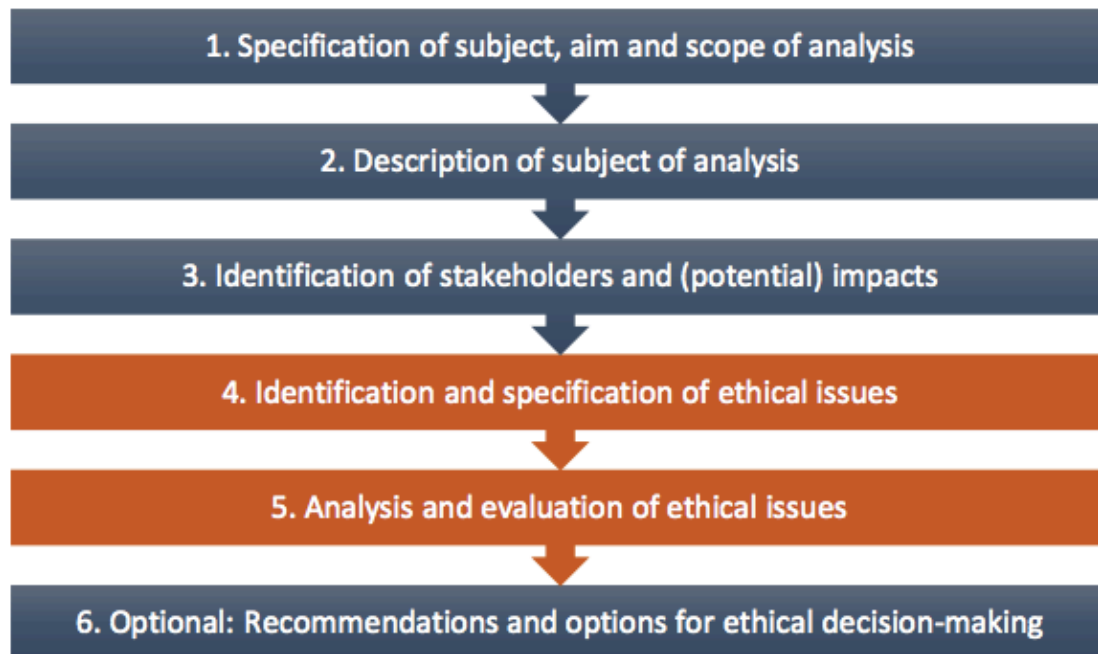 1. Specification of subject, aim and scope of analysis
2. Description of subject of analysis
3. Identification of stakeholders and (potential) impacts
4. Identification and specification of ethical issues
5. Analysis and evaluation of ethical issues
6. Optional: Recommendations and options for ethical decision-making